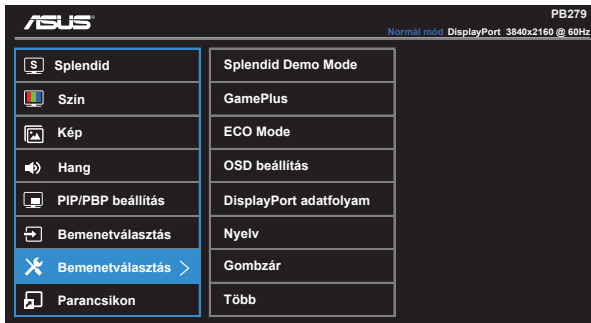 ASUS
PB279
Normál mód DisplayPort 3840x2160 @ 60Hz
S Splendid
Szín
Kép
Hang
PIP/PBP beállítás
Bemenetválasztás
Bemenetválasztás >
Parancsikon
Splendid Demo Mode
GamePlus
ECO Mode
OSD beállítás
DisplayPort adatfolyam
Nyelv
Gombzár
Több